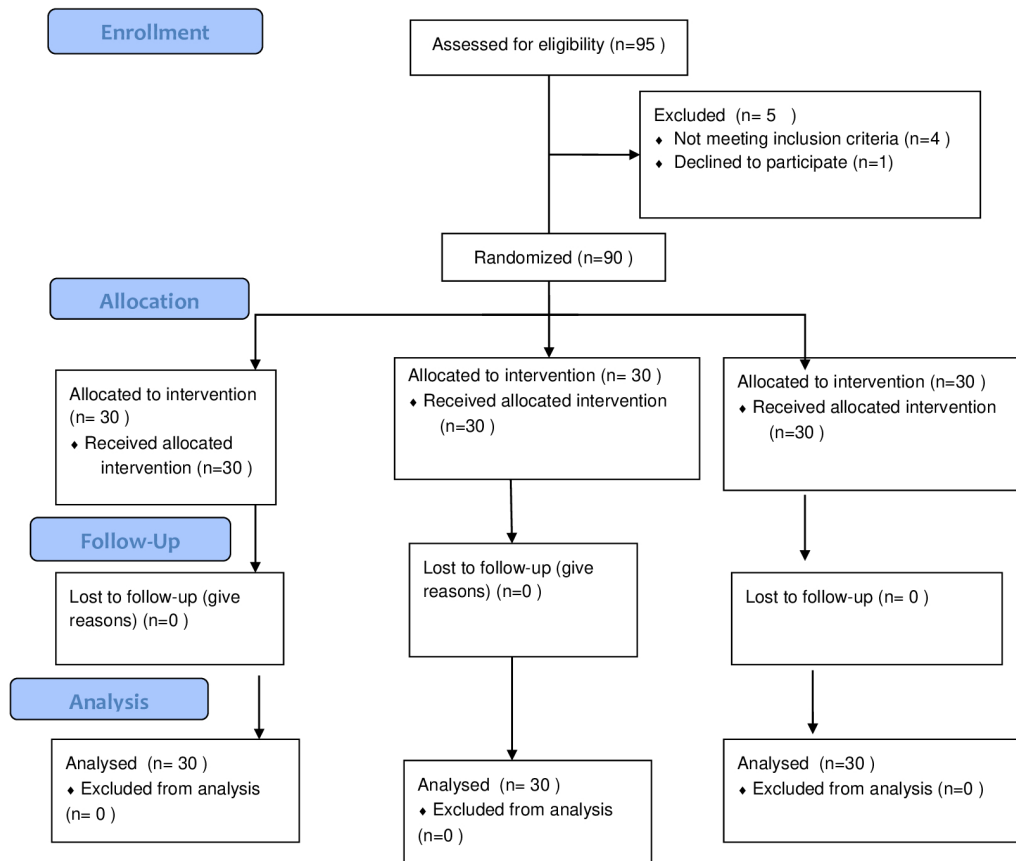 Enrollment
Assessed for eligibility (n=95 )
Excluded (n= 5 )
♦ Not meeting inclusion criteria (n=4 )
♦ Declined to participate (n=1)
Randomized (n=90 )
Allocation
Allocated to intervention
(n= 30 )
♦ Received allocated
intervention (n=30 )
Allocated to intervention (n= 30 )
♦ Received allocated intervention
(n=30 )
Allocated to intervention (n=30 )
♦ Received allocated intervention
(n=30 )
Follow-Up
Lost to follow-up (give
reasons) (n=0 )
Lost to follow-up (give
reasons) (n=0 )
Lost to follow-up (n= 0 )
Analysis
Analysed (n= 30 )
♦ Excluded from analysis
(n= 0 )
Analysed (n= 30 )
♦ Excluded from analysis
(n=0 )
Analysed (n=30 )
♦ Excluded from analysis (n=0 )